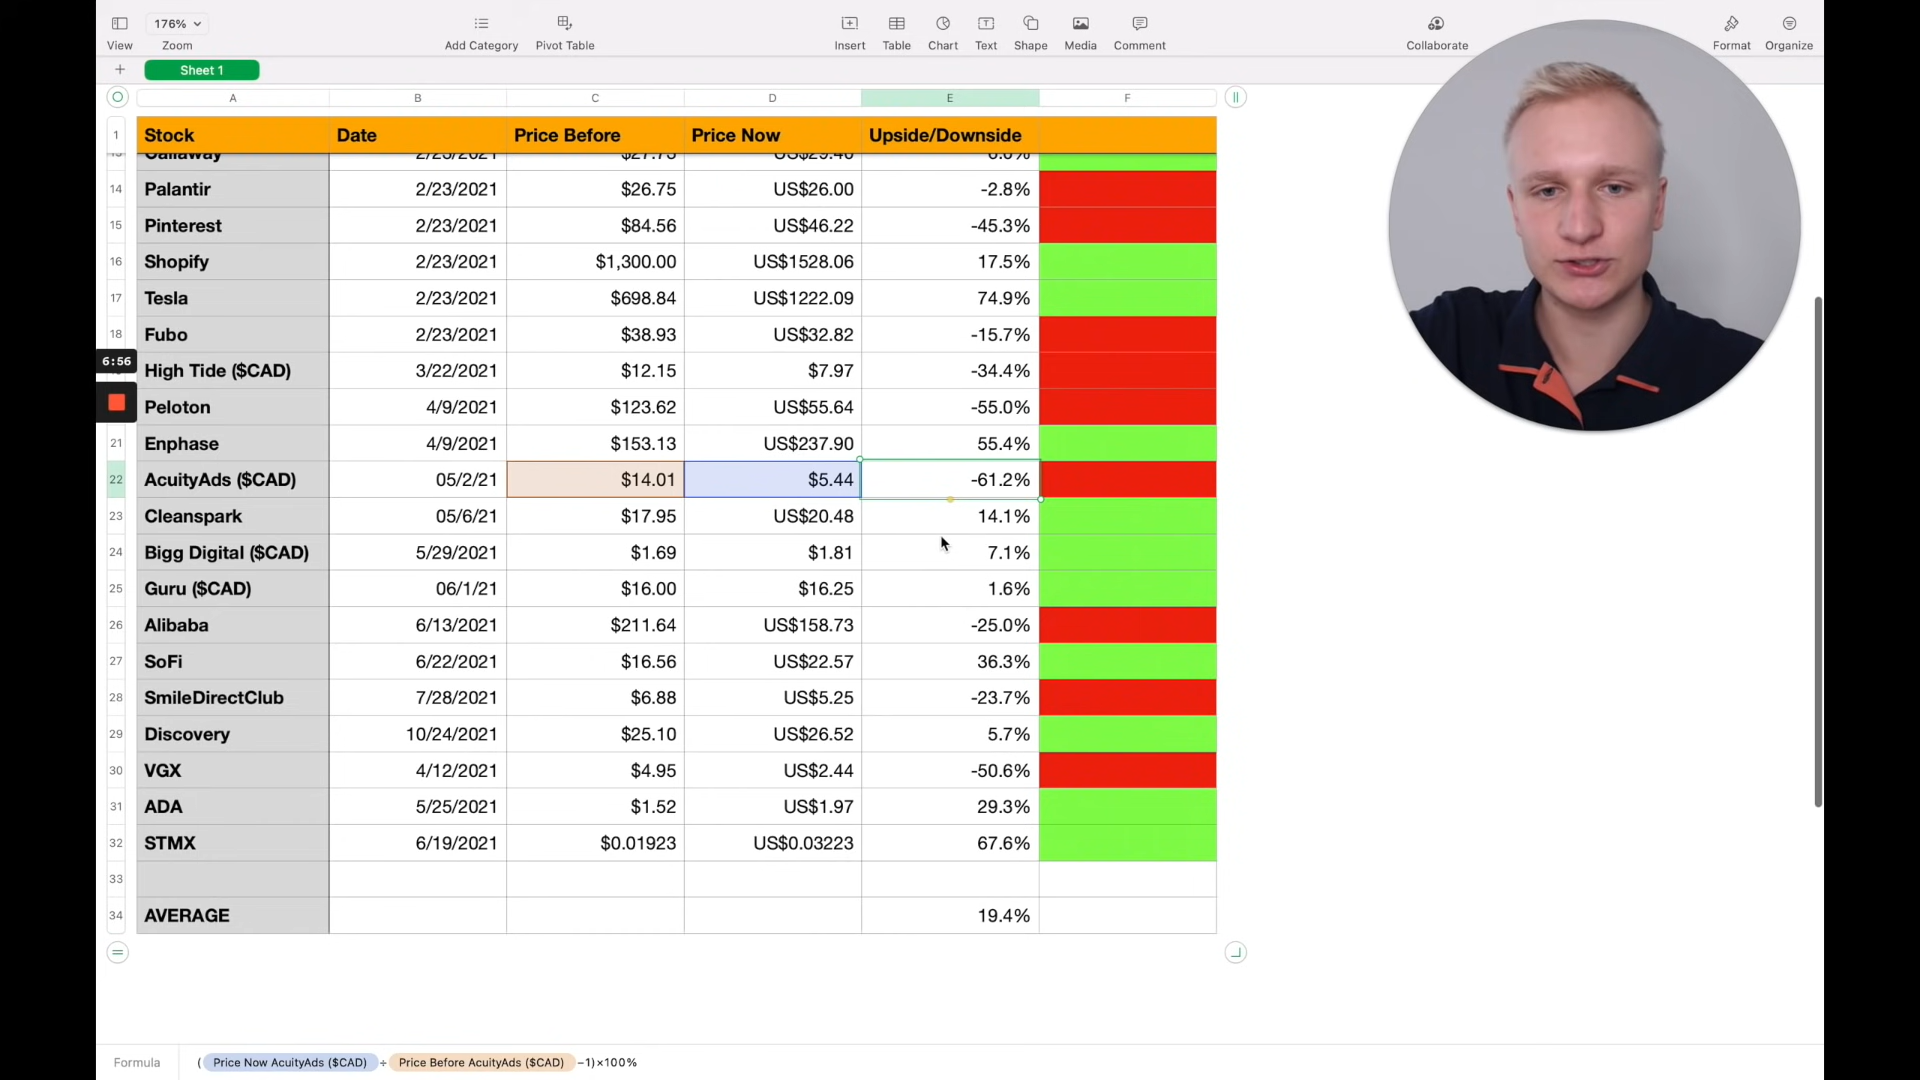 176%
View Zoom Add Category Pivot Table Insert Table Chart Text Shape Media Comment Collaborate Format Organize
+ Sheet 1
A B C D E F
1 Stock Date Price Before Price Now Upside/Downside
Callaway 2/23/2021
14 Palantir 2/23/2021 $26.75 US$26.00 -2.8%
15 Pinterest 2/23/2021 $84.56 US$46.22 -45.3%
16 Shopify 2/23/2021 $1,300.00 US$1528.06 17.5%
17 Tesla 2/23/2021 $698.84 US$1222.09 74.9%
18 Fubo 2/23/2021 $38.93 US$32.82 -15.7%
6:56
High Tide ($CAD) 3/22/2021 $12.15 $7.97 -34.4%
Peloton 4/9/2021 $123.62 US$55.64 -55.0%
21 Enphase 4/9/2021 $153.13 US$237.90 55.4%
22 AcuityAds ($CAD) 05/2/21 $14.01 $5.44 -61.2%
23 Cleanspark 05/6/21 $17.95 US$20.48 14.1%
24 Bigg Digital ($CAD) 5/29/2021 $1.69 $1.81 7.1%
25 Guru ($CAD) 06/1/21 $16.00 $16.25 1.6%
26 Alibaba 6/13/2021 $211.64 US$158.73 -25.0%
27 SoFi 6/22/2021 $16.56 US$22.57 36.3%
28 SmileDirectClub 7/28/2021 $6.88 US$5.25 -23.7%
29 Discovery 10/24/2021 $25.10 US$26.52 5.7%
30 VGX 4/12/2021 $4.95 US$2.44 -50.6%
31 ADA 5/25/2021 $1.52 US$1.97 29.3%
32 STMX 6/19/2021 $0.01923 US$0.03223 67.6%
33
34 AVERAGE 19.4%
Formula ( Price Now AcuityAds ($CAD) ÷ Price Before AcuityAds ($CAD) −1)×100%